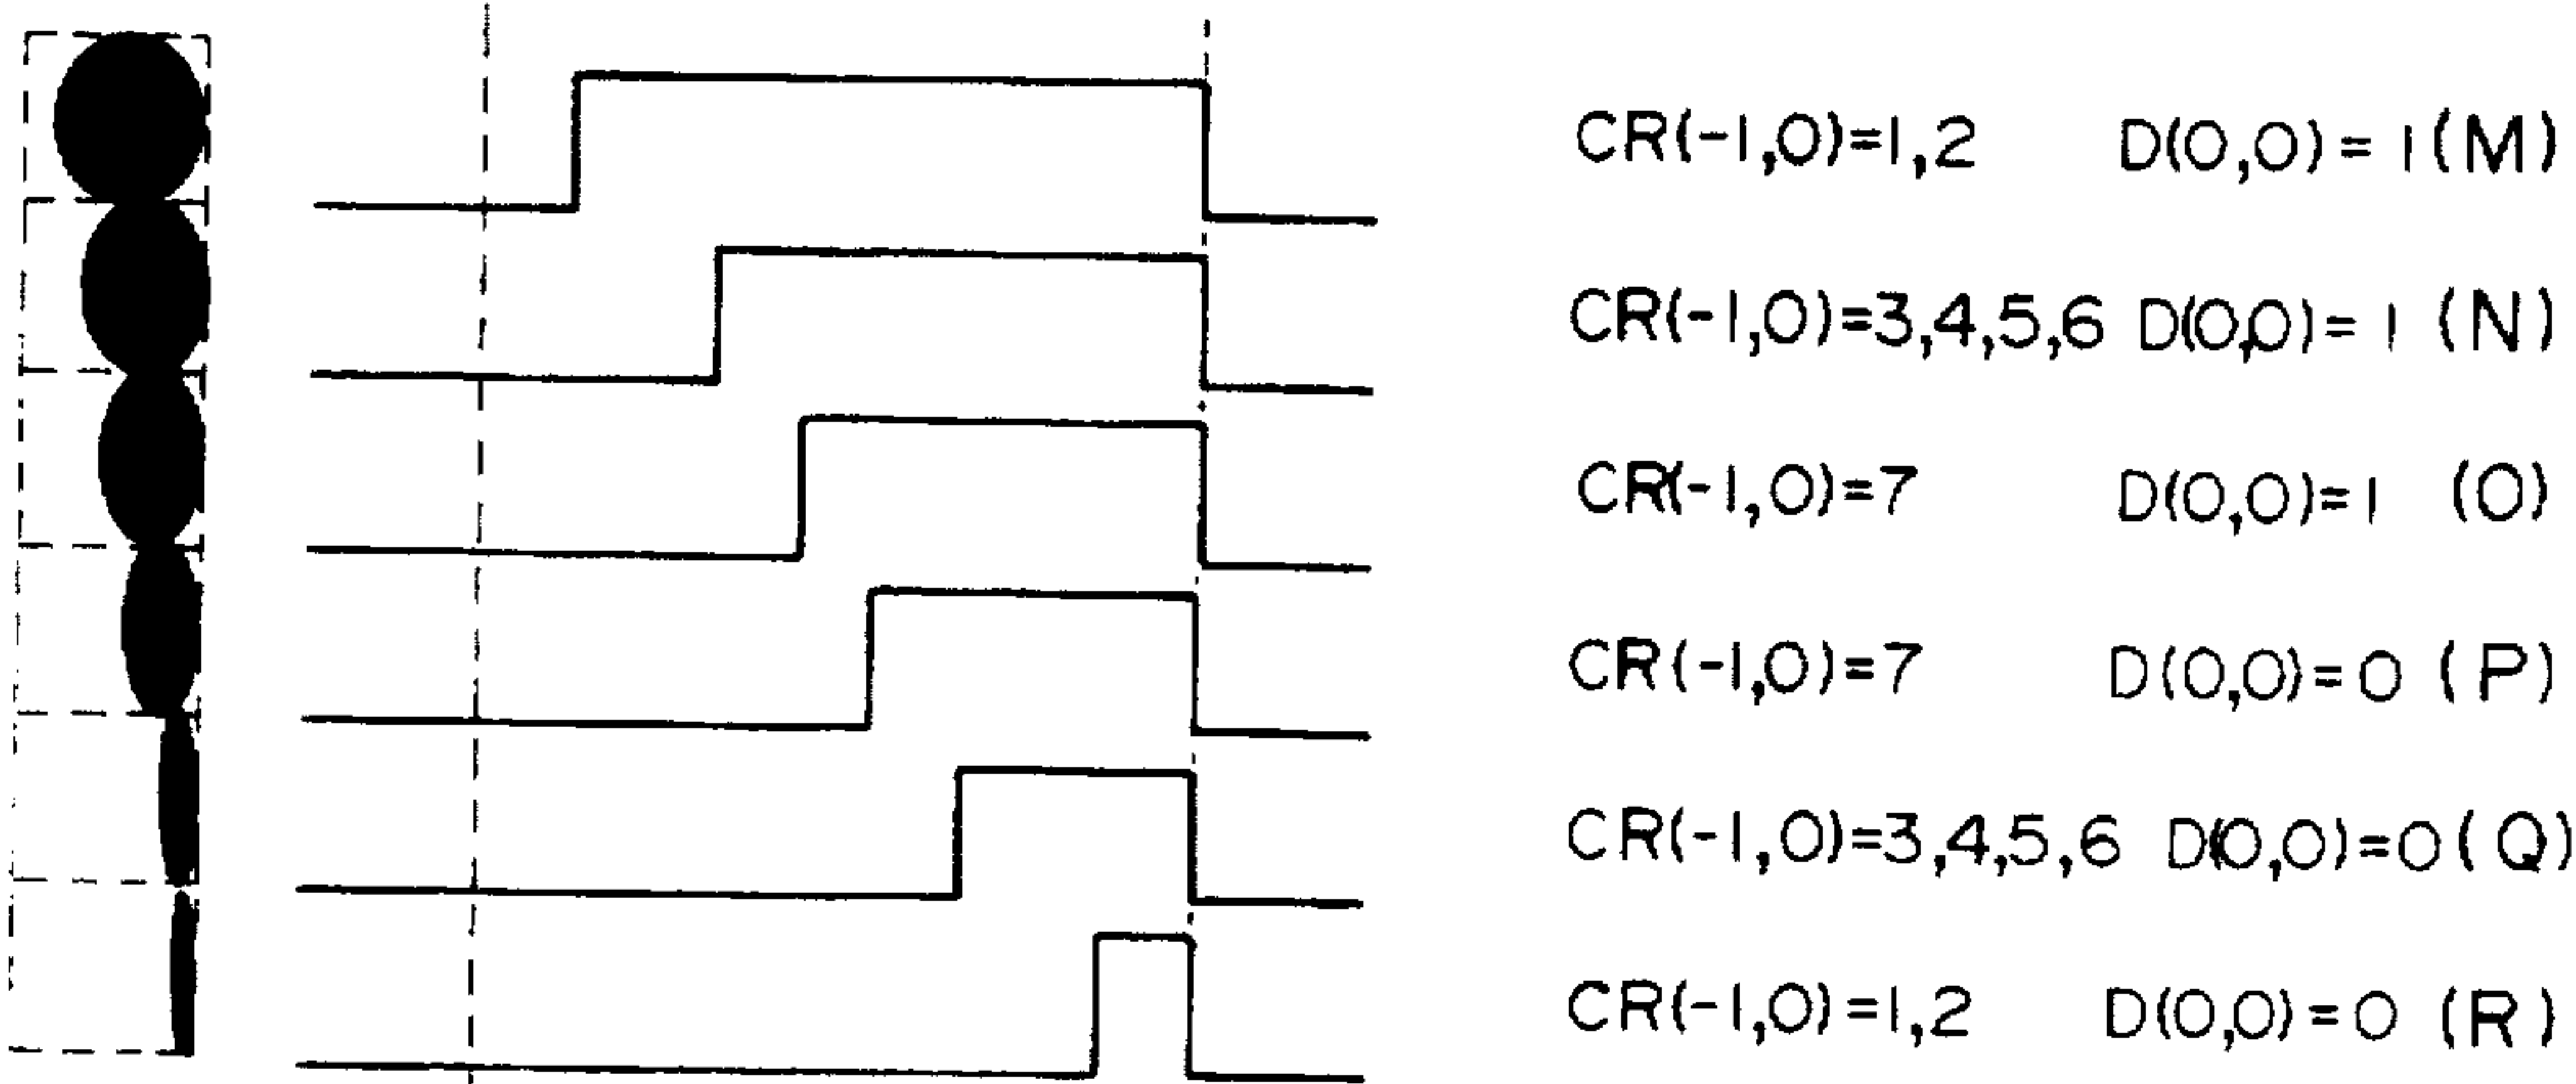 CR(-1,0)=1,2 D(0,0)=1(M)
CR(-1,0)=3,4,5,6 D(0,0)=1 (N)
CR(-1,0)=7 D(0,0)=1 (O)
CR(-1,0)=7 D(0,0)=0 (P)
CR(-1,0)=3,4,5,6 D(0,0)=0(Q)
CR(-1,0)=1,2 D(0,0)=0 (R)